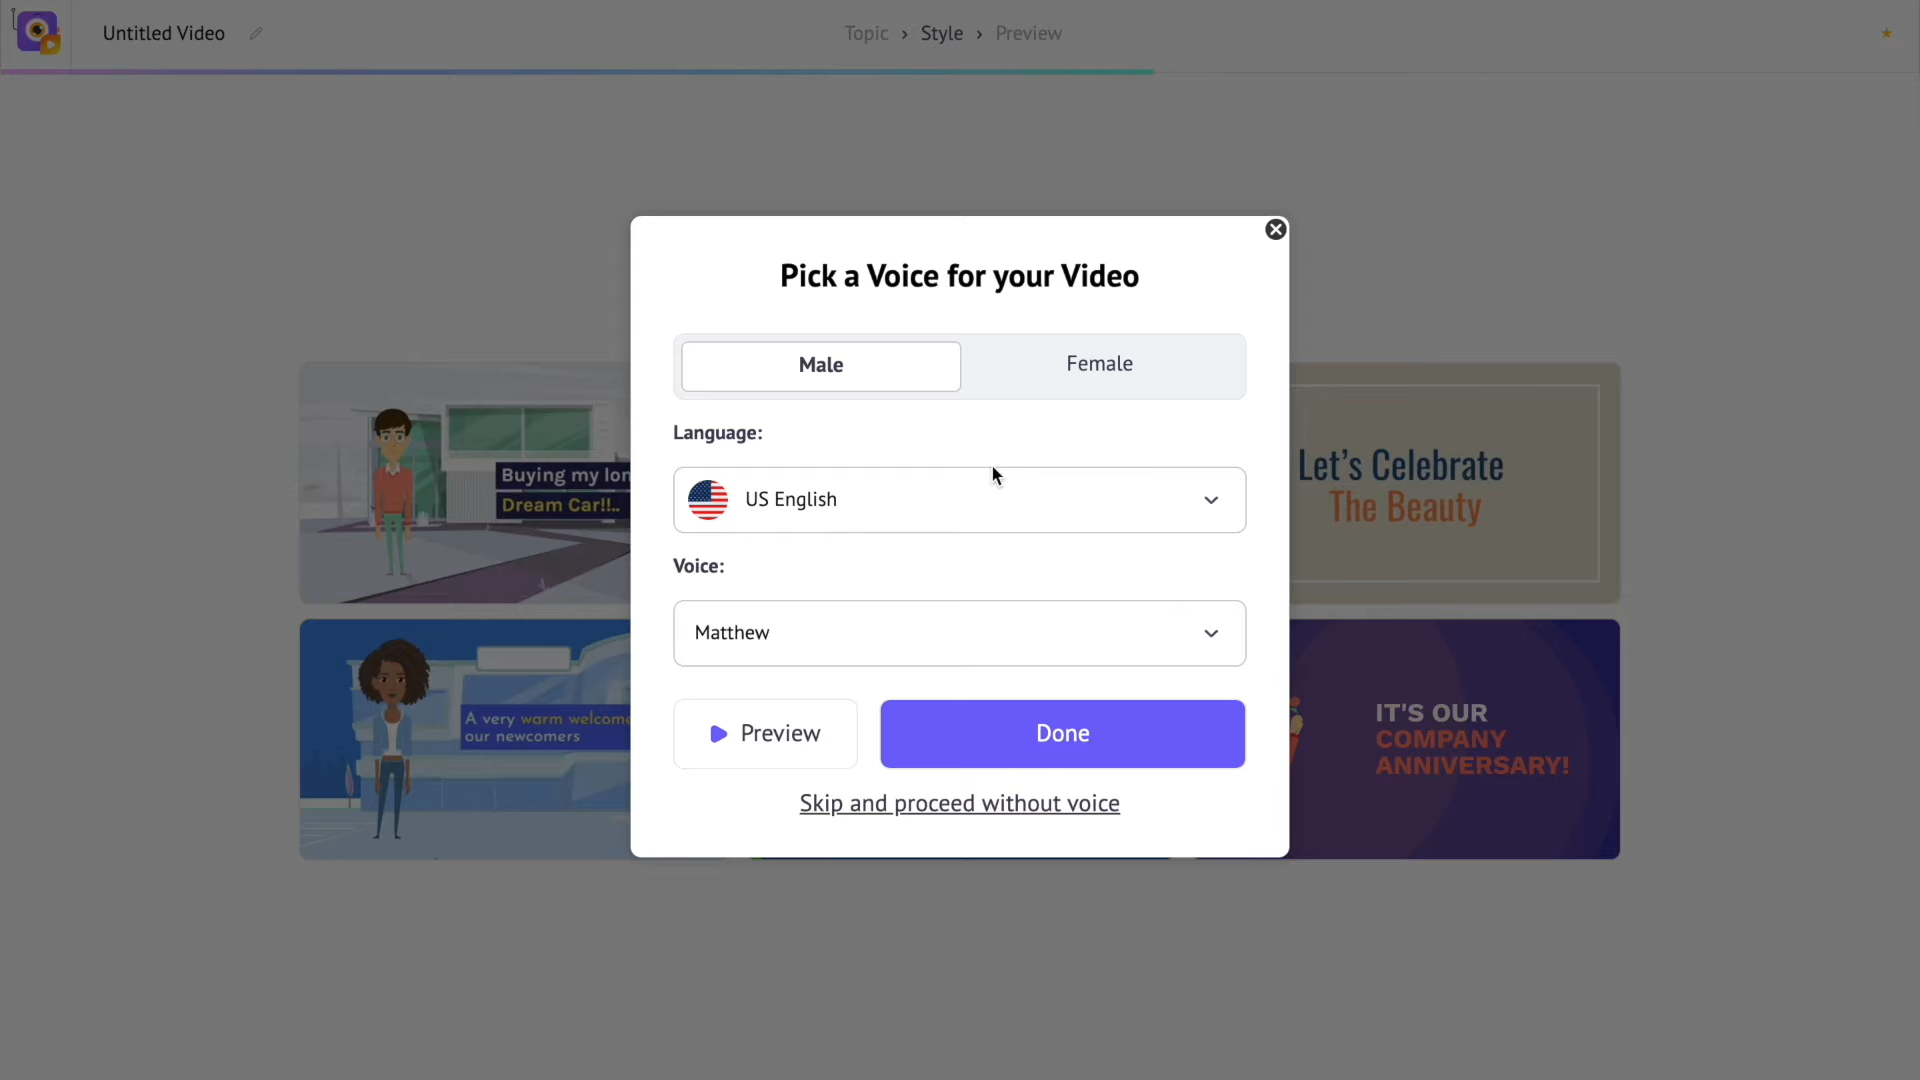 Untitled Video
Topic › Style › Preview
Pick a Voice for your Video
Male
Female
Language:
US English
Voice:
Matthew
Preview
Done
Skip and proceed without voice
Buying my
Dream Car!!..
Let's Celebrate
The Beauty
A very warm welcome
our newcomers
IT'S OUR
COMPANY
ANNIVERSARY!